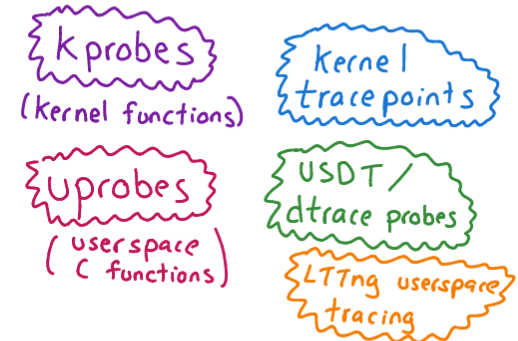 kprobes
(kernel functions)
uprobes
(userspace
C functions)
kernel
tracepoints
USDT /
dtrace probes
LTTng userspace
tracing